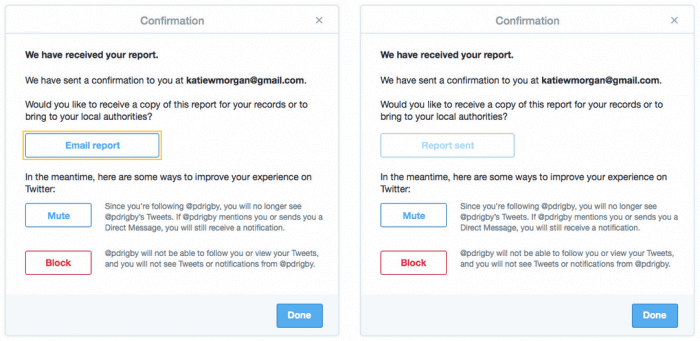 Confirmation ×
We have received your report.
We have sent a confirmation to you at katiewmorgan@gmail.com.
Would you like to receive a copy of this report for your records or to
bring to your local authorities?
Email report
In the meantime, here are some ways to improve your experience on
Twitter:
Mute
Since you're following @pdrigby, you will no longer see
@pdrigby's Tweets. If @pdrigby mentions you or sends you a
Direct Message, you will still receive a notification.
Block
@pdrigby will not be able to follow you or view your Tweets,
and you will not see Tweets or notifications from @pdrigby.
Done
Confirmation ×
We have received your report.
We have sent a confirmation to you at katiewmorgan@gmail.com.
Would you like to receive a copy of this report for your records or to
bring to your local authorities?
Report sent
In the meantime, here are some ways to improve your experience on
Twitter:
Mute
Since you're following @pdrigby, you will no longer see
@pdrigby's Tweets. If @pdrigby mentions you or sends you a
Direct Message, you will still receive a notification.
Block
@pdrigby will not be able to follow you or view your Tweets,
and you will not see Tweets or notifications from @pdrigby.
Done